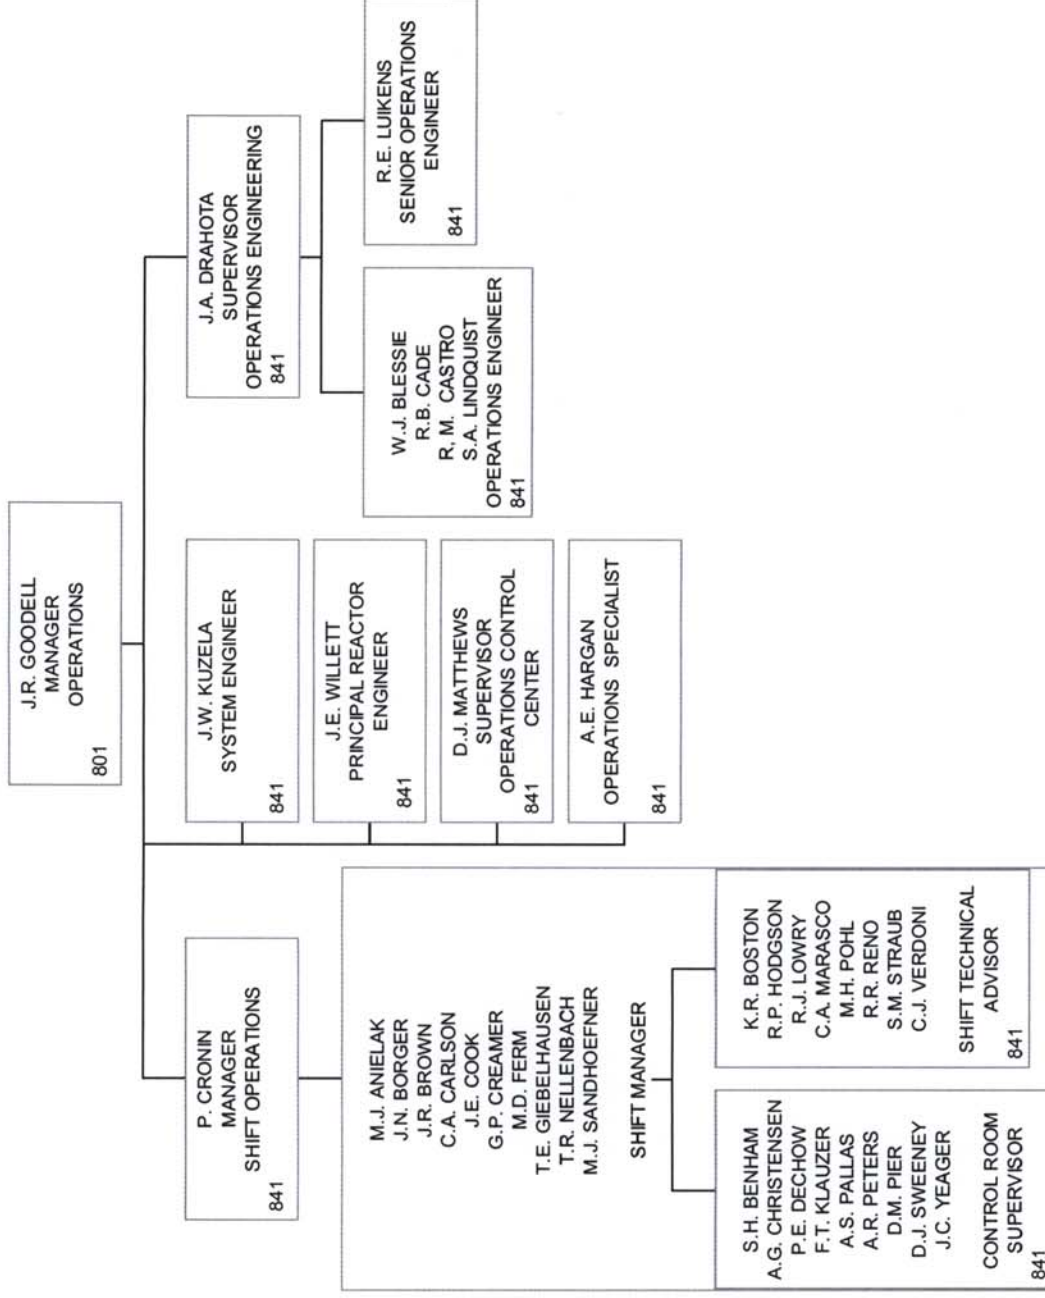 J.R. GOODELL
MANAGER
OPERATIONS
801
P. CRONIN
MANAGER
SHIFT OPERATIONS
841
J.W. KUZELA
SYSTEM ENGINEER
841
J.E. WILLETT
PRINCIPAL REACTOR
ENGINEER
841
D.J. MATTHEWS
SUPERVISOR
OPERATIONS CONTROL
CENTER
841
A.E. HARGAN
OPERATIONS SPECIALIST
841
J.A. DRAHOTA
SUPERVISOR
OPERATIONS ENGINEERING
841
W.J. BLESSIE
R.B. CADE
R, M. CASTRO
S.A. LINDQUIST
OPERATIONS ENGINEER
841
R.E. LUIKENS
SENIOR OPERATIONS
ENGINEER
841
M.J. ANIELAK
J.N. BORGER
J.R. BROWN
C.A. CARLSON
J.E. COOK
G.P. CREAMER
M.D. FERM
T.E. GIEBELHAUSEN
T.R. NELLENBACH
M.J. SANDHOEFNER
SHIFT MANAGER
S.H. BENHAM
A.G. CHRISTENSEN
P.E. DECHOW
F.T. KLAUZER
A.S. PALLAS
A.R. PETERS
D.M. PIER
D.J. SWEENEY
J.C. YEAGER
CONTROL ROOM
SUPERVISOR
841
K.R. BOSTON
R.P. HODGSON
R.J. LOWRY
C.A. MARASCO
M.H. POHL
R.R. RENO
S.M. STRAUB
C.J. VERDONI
SHIFT TECHNICAL
ADVISOR
841